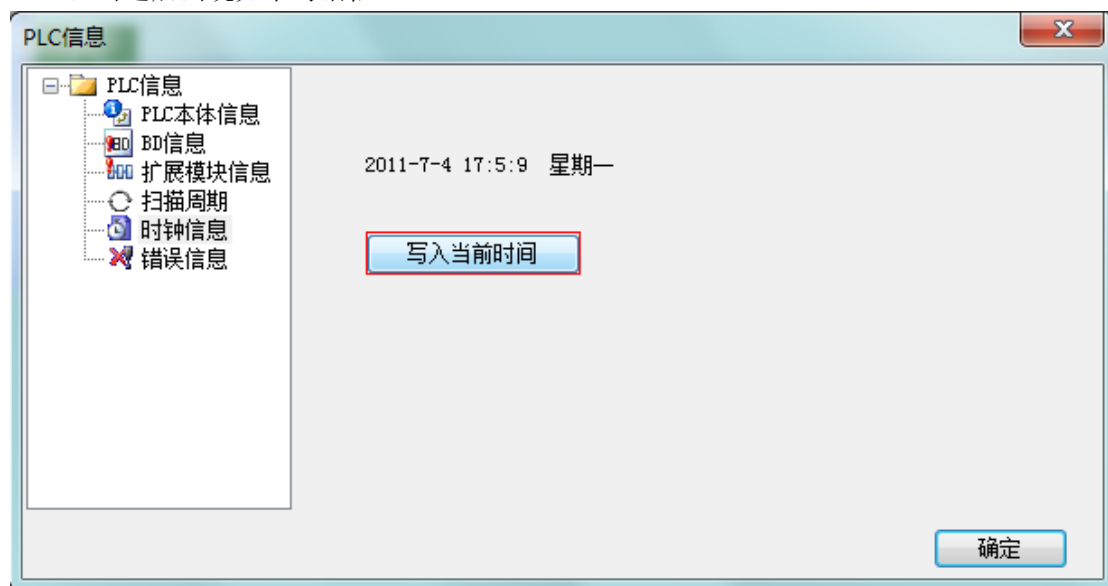 PLC信息
PLC信息
PLC本体信息
BD信息
扩展模块信息
扫描周期
时钟信息
错误信息
2011-7-4 17:5:9 星期一
写入当前时间
确定